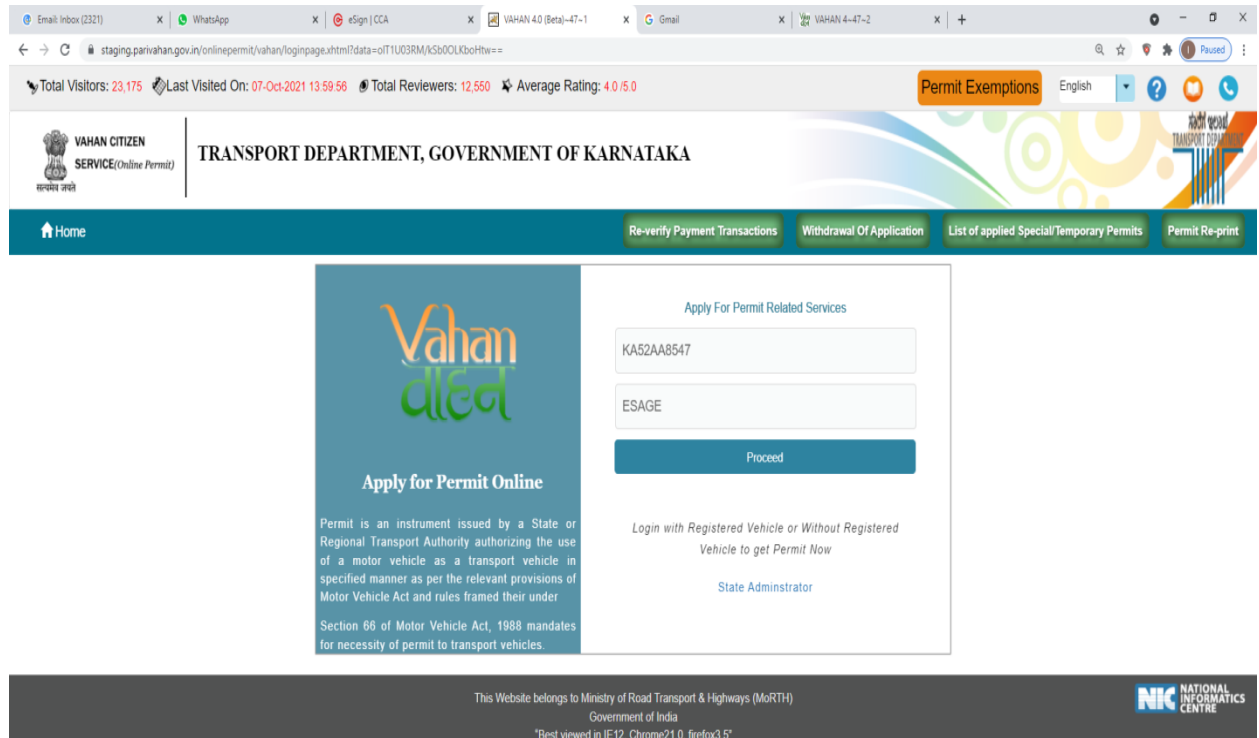 Email: Inbox (2321)
WhatsApp
eSign | CCA
VAHAN 4.0 (Beta)~47~1
Gmail
VAHAN 4~47~2
staging.parivahan.gov.in/onlinepermit/vahan/loginpage.xhtml?data=olT1U03RM/kSb0OLKboHtw==
Paused
Total Visitors: 23,175 Last Visited On: 07-Oct-2021 13:59:56 Total Reviewers: 12,550 Average Rating: 4.0 /5.0
Permit Exemptions
English
VAHAN CITIZEN
SERVICE(Online Permit)
सत्यमेव जयते
TRANSPORT DEPARTMENT, GOVERNMENT OF KARNATAKA
Home
Re-verify Payment Transactions
Withdrawal Of Application
List of applied Special/Temporary Permits
Permit Re-print
Vahan
वाहन
Apply for Permit Online
Permit is an instrument issued by a State or
Regional Transport Authority authorizing the use
of a motor vehicle as a transport vehicle in
specified manner as per the relevant provisions of
Motor Vehicle Act and rules framed their under
Section 66 of Motor Vehicle Act, 1988 mandates
for necessity of permit to transport vehicles.
Apply For Permit Related Services
KA52AA8547
ESAGE
Proceed
Login with Registered Vehicle or Without Registered
Vehicle to get Permit Now
State Adminstrator
This Website belongs to Ministry of Road Transport & Highways (MoRTH)
Government of India
"Best viewed in IE12, Chrome21.0, firefox3.5"
NIC
NATIONAL
INFORMATICS
CENTRE